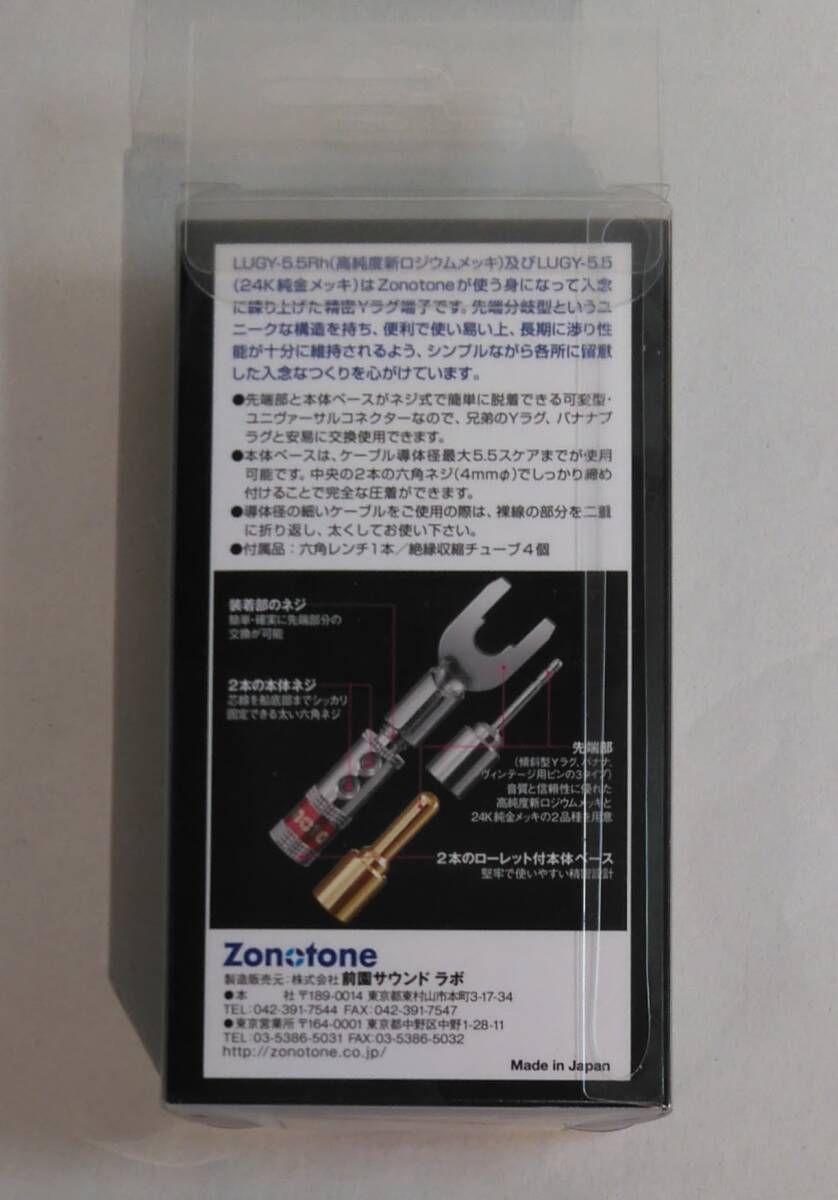 LUGY-5.5Rh(高純度新ロジウムメッキ)及びLUGY-5.5
(24K純金メッキ)はZonotoneが使う身になって入念
に練り上げた精密Yラグ端子です。先端分岐型というユ
ニークな構造を持ち、便利で使い易い上、長期に渉り性
能が十分に維持されるよう、シンプルながら各所に留意
した入念なつくりを心がけています。
●先端部と本体ベースがネジ式で簡単に脱着できる可変型・
ユニヴァーサルコネクターなので、兄弟のYラグ、バナナプ
ラグと安易に交換使用できます。
●本体ベースは、ケーブル導体径最大5.5スケアまでが使用
可能です。中央の2本の六角ネジ(4mmφ)でしっかり締め
付けることで完全な圧着ができます。
●導体径の細いケーブルをご使用の際は、裸線の部分を二重
に折り返し、太くしてお使い下さい。
●付属品：六角レンチ1本／絶縁収縮チューブ4個
装着部のネジ
簡単・確実に先端部分の
交換が可能
2本の本体ネジ
芯線を船底部までシッカリ
固定できる太い六角ネジ
先端部
(傾斜型Yラグ、バナナ、
ヴィンテージ用ピンの3タイプ)
音質と信頼性に優れた
高純度新ロジウムメッキと
24K純金メッキの2品種を用意
2本のローレット付本体ベース
堅牢で使いやすい精密設計
Zonotone
製造販売元：株式会社 前園サウンド ラボ
●本　　社 〒189-0014 東京都東村山市本町3-17-34
TEL:042-391-7544 FAX:042-391-7547
●東京営業所 〒164-0001 東京都中野区中野1-28-11
TEL:03-5386-5031 FAX:03-5386-5032
http://zonotone.co.jp/
Made in Japan